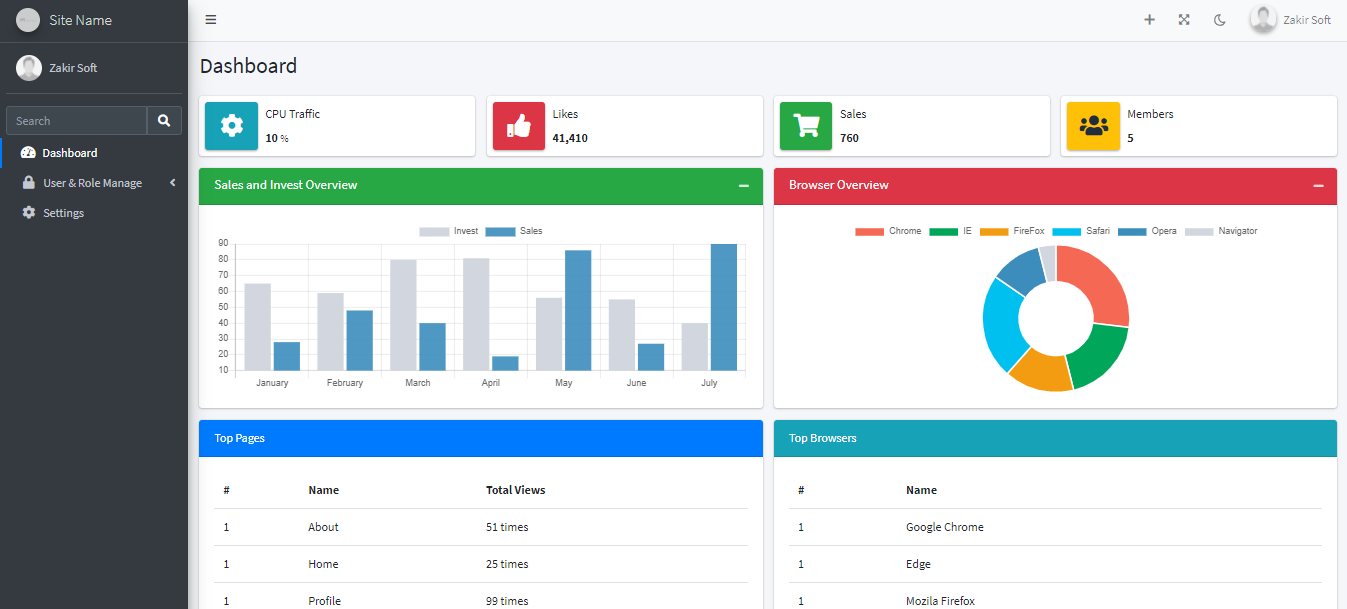 Site Name
Zakir Soft
Zakir Soft
Search
Dashboard
User & Role Manage
Settings
Dashboard
CPU Traffic
10 %
Likes
41,410
Sales
760
Members
5
Sales and Invest Overview
Invest Sales
90
80
70
60
50
40
30
20
10
January February March April May June July
Browser Overview
Chrome IE FireFox Safari Opera Navigator
Top Pages
# Name Total Views
1 About 51 times
1 Home 25 times
1 Profile 99 times
Top Browsers
# Name
1 Google Chrome
1 Edge
1 Mozila Firefox